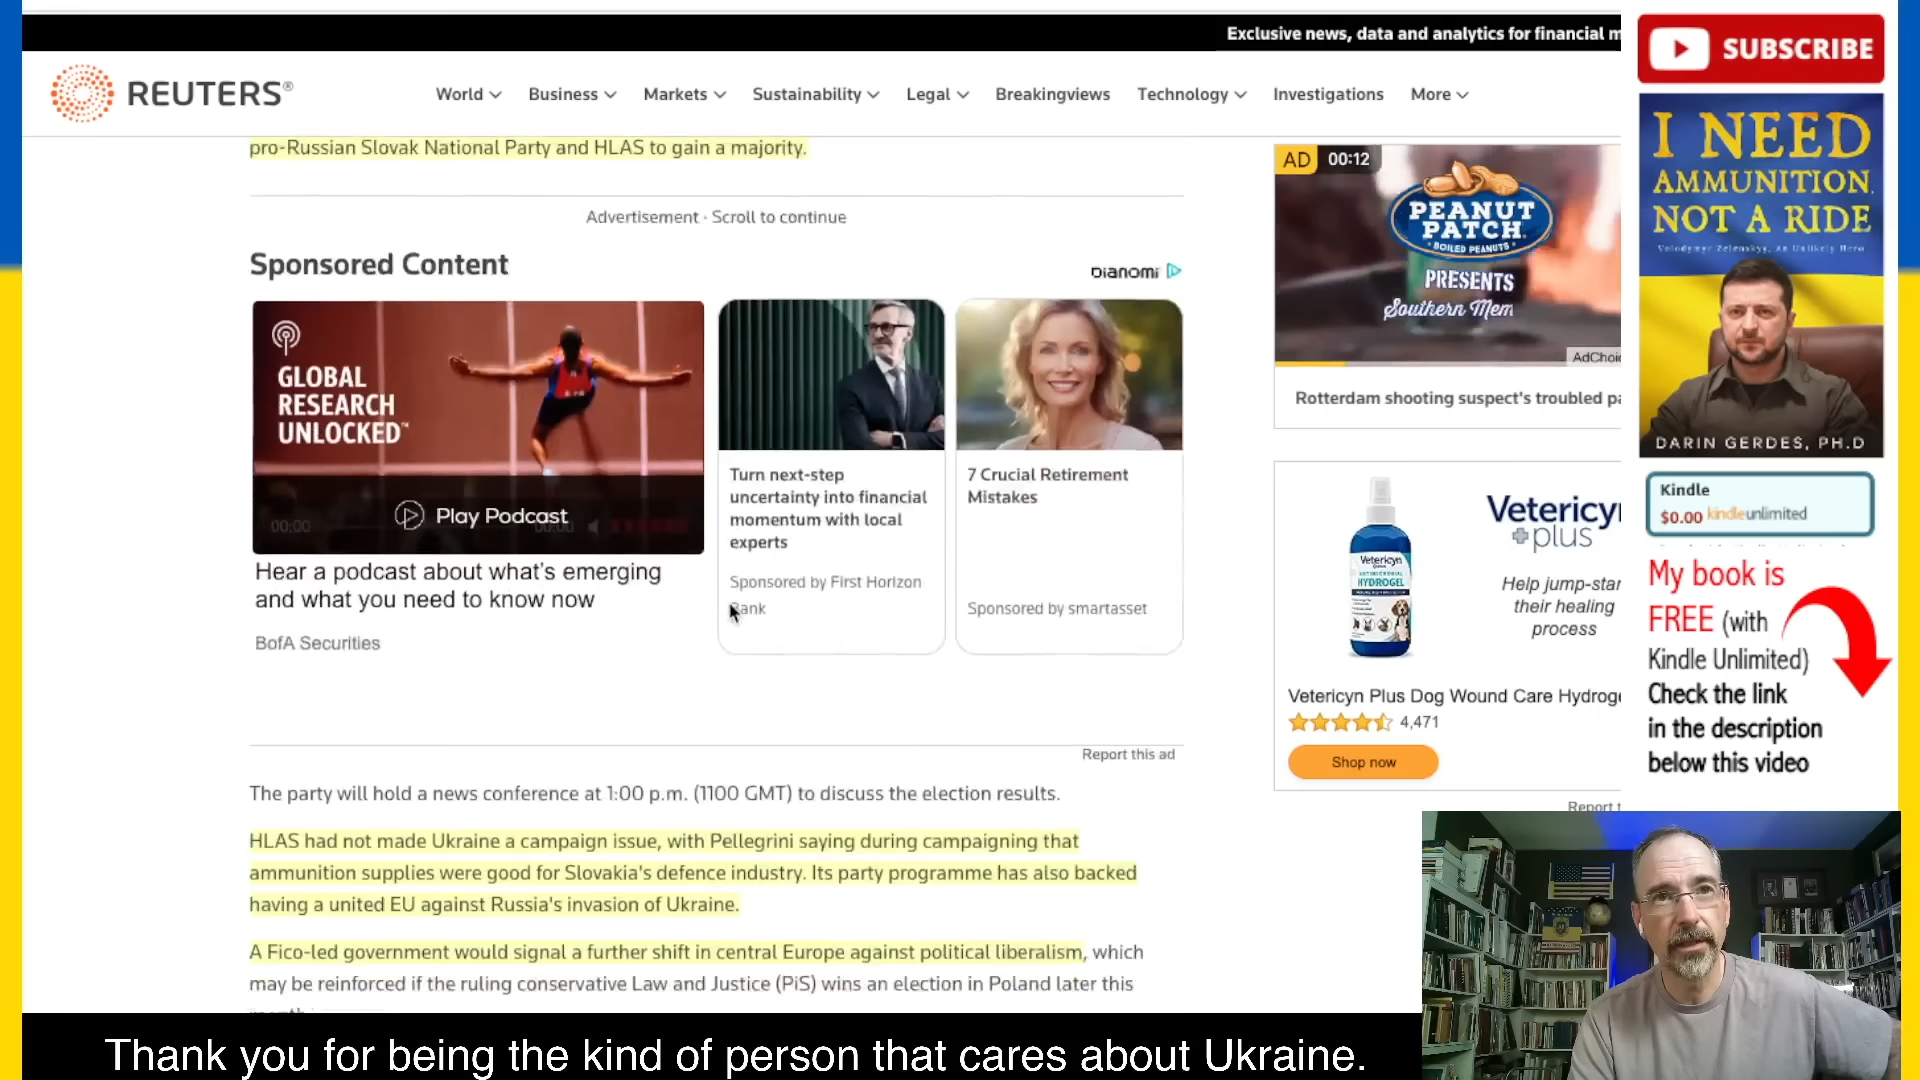 Exclusive news, data and analytics for financial m
REUTERS®
World
Business
Markets
Sustainability
Legal
Breakingviews
Technology
Investigations
More
pro-Russian Slovak National Party and HLAS to gain a majority.
Advertisement · Scroll to continue
Sponsored Content
DIANOMI
GLOBAL
RESEARCH
UNLOCKED™
00:00
Play Podcast
Hear a podcast about what's emerging
and what you need to know now
BofA Securities
Turn next-step
uncertainty into financial
momentum with local
experts
Sponsored by First Horizon
Bank
7 Crucial Retirement
Mistakes
Sponsored by smartasset
Report this ad
The party will hold a news conference at 1:00 p.m. (1100 GMT) to discuss the election results.
HLAS had not made Ukraine a campaign issue, with Pellegrini saying during campaigning that
ammunition supplies were good for Slovakia's defence industry. Its party programme has also backed
having a united EU against Russia's invasion of Ukraine.
A Fico-led government would signal a further shift in central Europe against political liberalism, which
may be reinforced if the ruling conservative Law and Justice (PiS) wins an election in Poland later this
AD 00:12
PEANUT
PATCH
BOILED PEANUTS
PRESENTS
Southern Mem
AdChoic
Rotterdam shooting suspect's troubled pa
Vetericyn
plus
Help jump-star
their healing
process
Vetericyn
HYDROGEL
Vetericyn Plus Dog Wound Care Hydroge
4,471
Shop now
Report t
SUBSCRIBE
I NEED
AMMUNITION,
NOT A RIDE
Volodymyr Zelenskyy, An Unlikely Hero
DARIN GERDES, PH.D
Kindle
$0.00 kindleunlimited
My book is
FREE (with
Kindle Unlimited)
Check the link
in the description
below this video
Thank you for being the kind of person that cares about Ukraine.